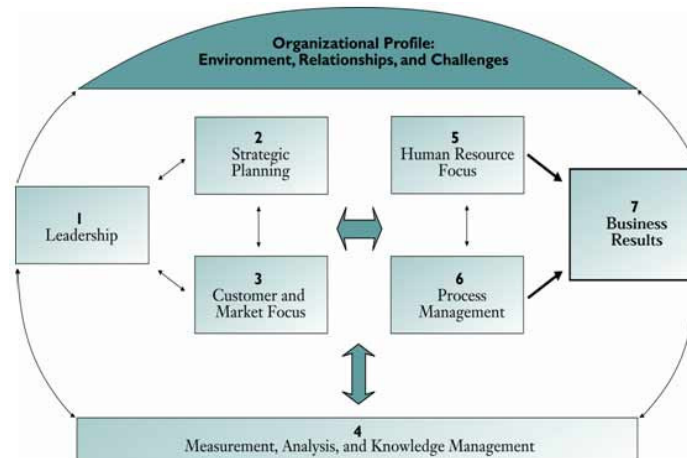 Organizational Profile:
Environment, Relationships, and Challenges
2
Strategic
Planning
5
Human Resource
Focus
1
Leadership
7
Business
Results
3
Customer and
Market Focus
6
Process
Management
4
Measurement, Analysis, and Knowledge Management